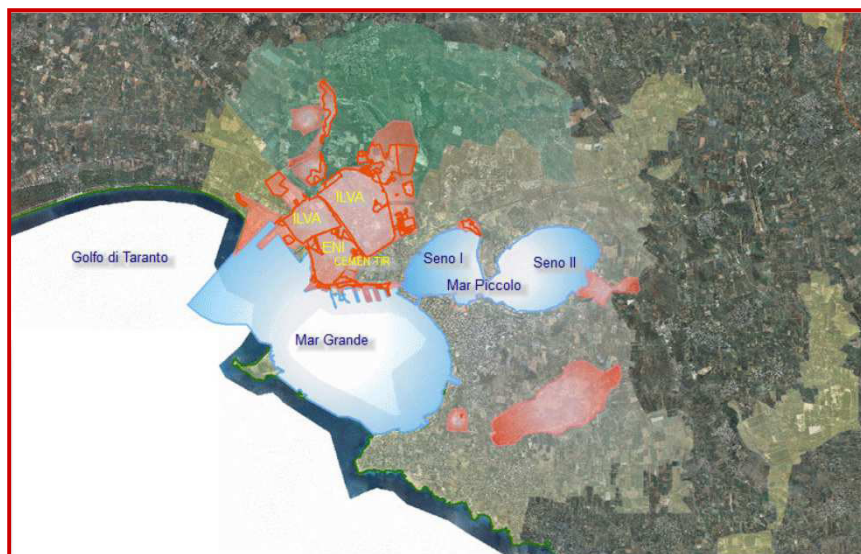 ILVA
ILVA
ENI
CEMENTIR
Golfo di Taranto
Seno I
Seno II
Mar Piccolo
Mar Grande